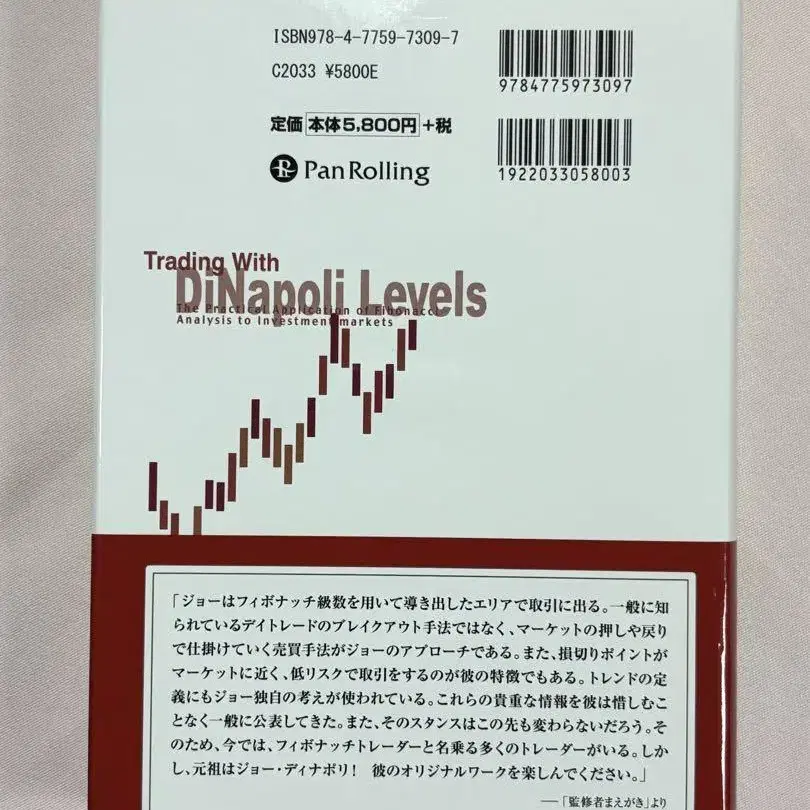 ISBN978-4-7759-7309-7
C2033 ¥5800E
9784775973097
定価 本体5,800円 +税
1922033058003
PanRolling
Trading With
DiNapoli Levels
The Practical Application of Fibonacci
Analysis to Investment markets
「ジョーはフィボナッチ級数を用いて導き出したエリアで取引に出る。一般に知
られているデイトレードのブレイクアウト手法ではなく、マーケットの押しや戻り
で仕掛けていく売買手法がジョーのアプローチである。また、損切りポイントが
マーケットに近く、低リスクで取引をするのが彼の特徴でもある。トレンドの定
義にもジョー独自の考えが使われている。これらの貴重な情報を彼は惜しむこ
となく一般に公表してきた。また、そのスタンスはこの先も変わらないだろう。そ
のため、今では、フィボナッチトレーダーと名乗る多くのトレーダーがいる。しか
し、元祖はジョー・ディナポリ! 彼のオリジナルワークを楽しんでください。」
──「監修者まえがき」より